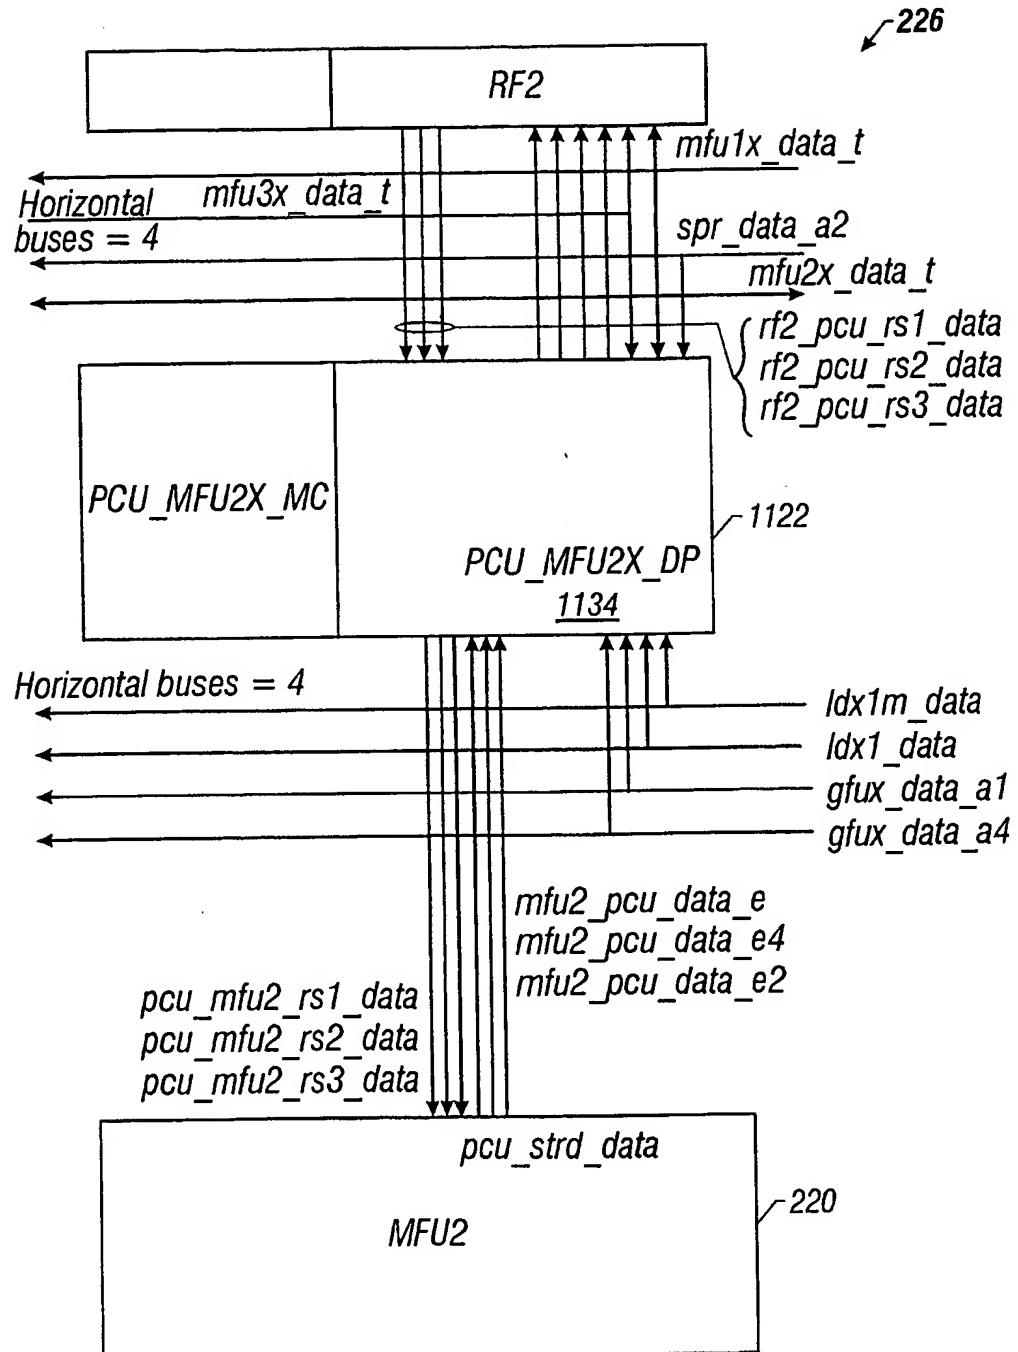 226
RF2
mfu1x_data_t
mfu3x_data_t
Horizontal
buses = 4
spr_data_a2
mfu2x_data_t
rf2_pcu_rs1_data
rf2_pcu_rs2_data
rf2_pcu_rs3_data
PCU_MFU2X_MC
1122
PCU_MFU2X_DP
1134
Horizontal buses = 4
ldx1m_data
ldx1_data
gfux_data_a1
gfux_data_a4
mfu2_pcu_data_e
mfu2_pcu_data_e4
mfu2_pcu_data_e2
pcu_mfu2_rs1_data
pcu_mfu2_rs2_data
pcu_mfu2_rs3_data
pcu_strd_data
220
MFU2